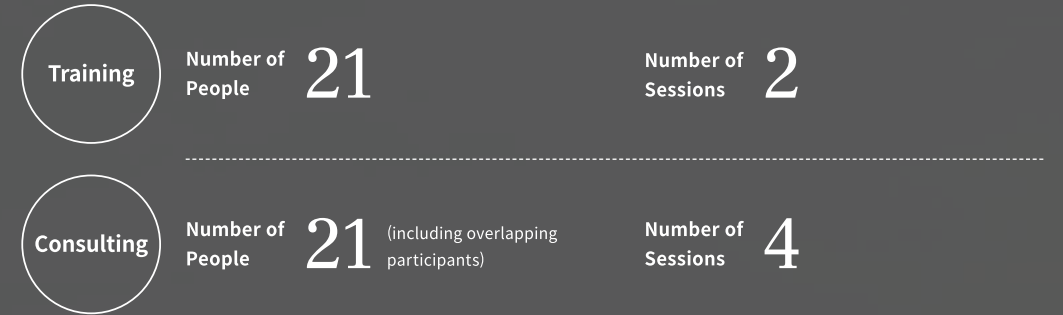 Training
Number of
People
21
Number of
Sessions
2
Consulting
Number of
People
21
(including overlapping
participants)
Number of
Sessions
4